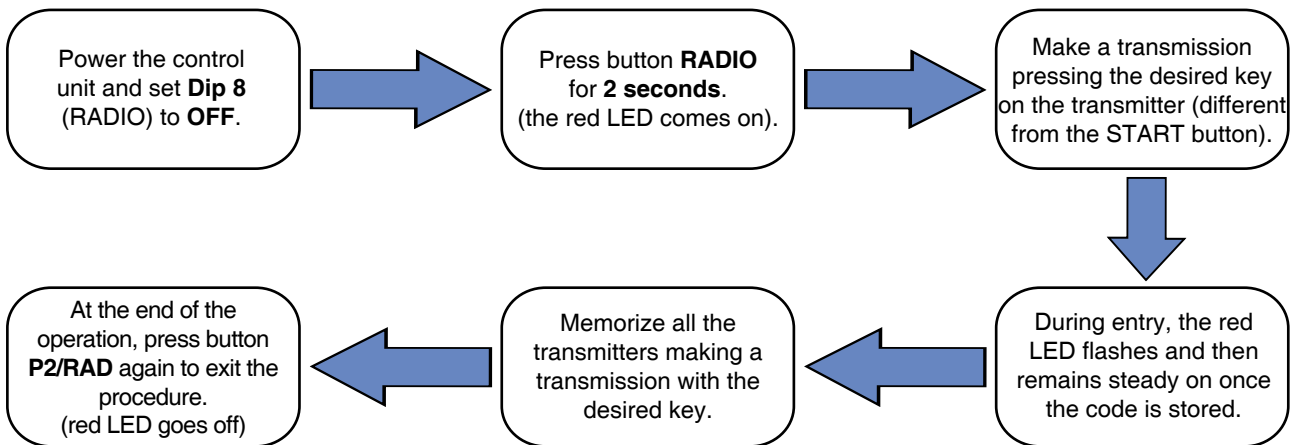 Power the control
unit and set Dip 8
(RADIO) to OFF.
Press button RADIO
for 2 seconds.
(the red LED comes on).
Make a transmission
pressing the desired key
on the transmitter (different
from the START button).
During entry, the red
LED flashes and then
remains steady on once
the code is stored.
Memorize all the
transmitters making a
transmission with the
desired key.
At the end of the
operation, press button
P2/RAD again to exit the
procedure.
(red LED goes off)